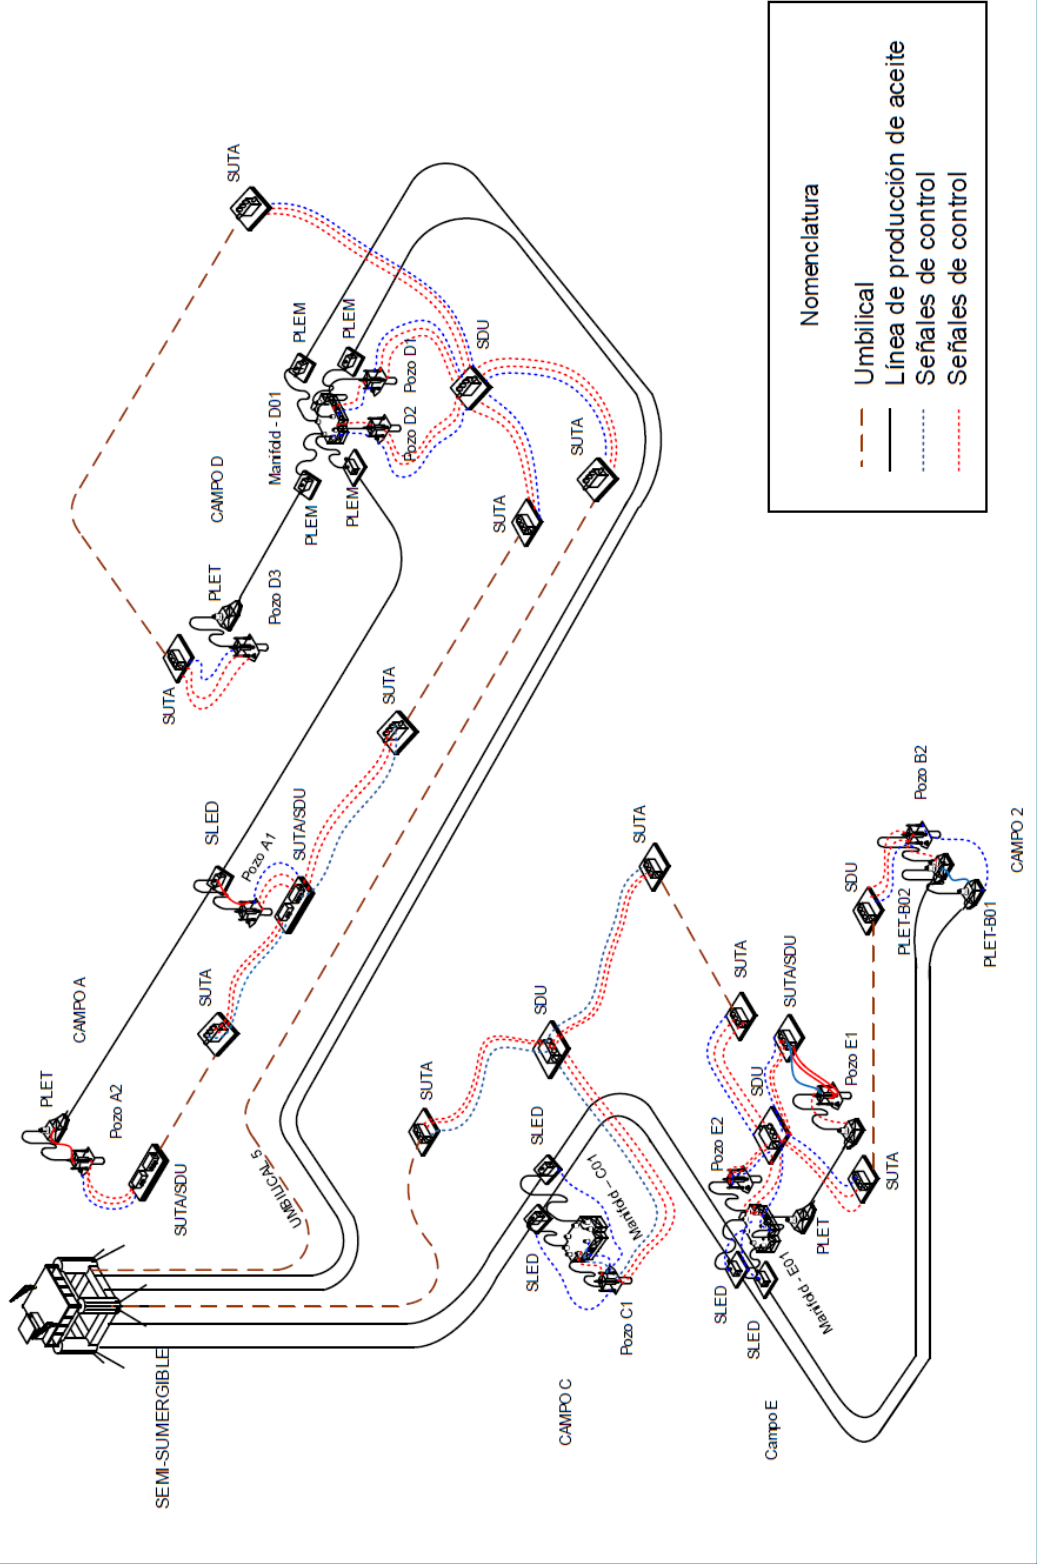 PLET
CAMPO A
Pozo A2
SEMI-SUMERGIBLE
SUTA/SDU
SUTA
SLED
SUTA
PLET
CAMPO D
SUTA
UMBILICAL 5
Pozo A1
Pozo D3
Manifold - D01
SUTA/SDU
PLEM
PLEM
PLEM
PLEM
SUTA
Pozo D2
Pozo D1
SUTA
SDU
SUTA
SUTA
SLED
SLED
SDU
CAMPO C
Pozo C1
Manifold – C01
SUTA
SLED
Pozo E2
SUTA
SLED
SDU
Campo E
SUTA/SDU
Manifold - E01
PLET
Pozo E1
SDU
SUTA
PLET-B02
Pozo B2
PLET-B01
CAMPO 2
Nomenclatura
Umbilical
Línea de producción de aceite
Señales de control
Señales de control